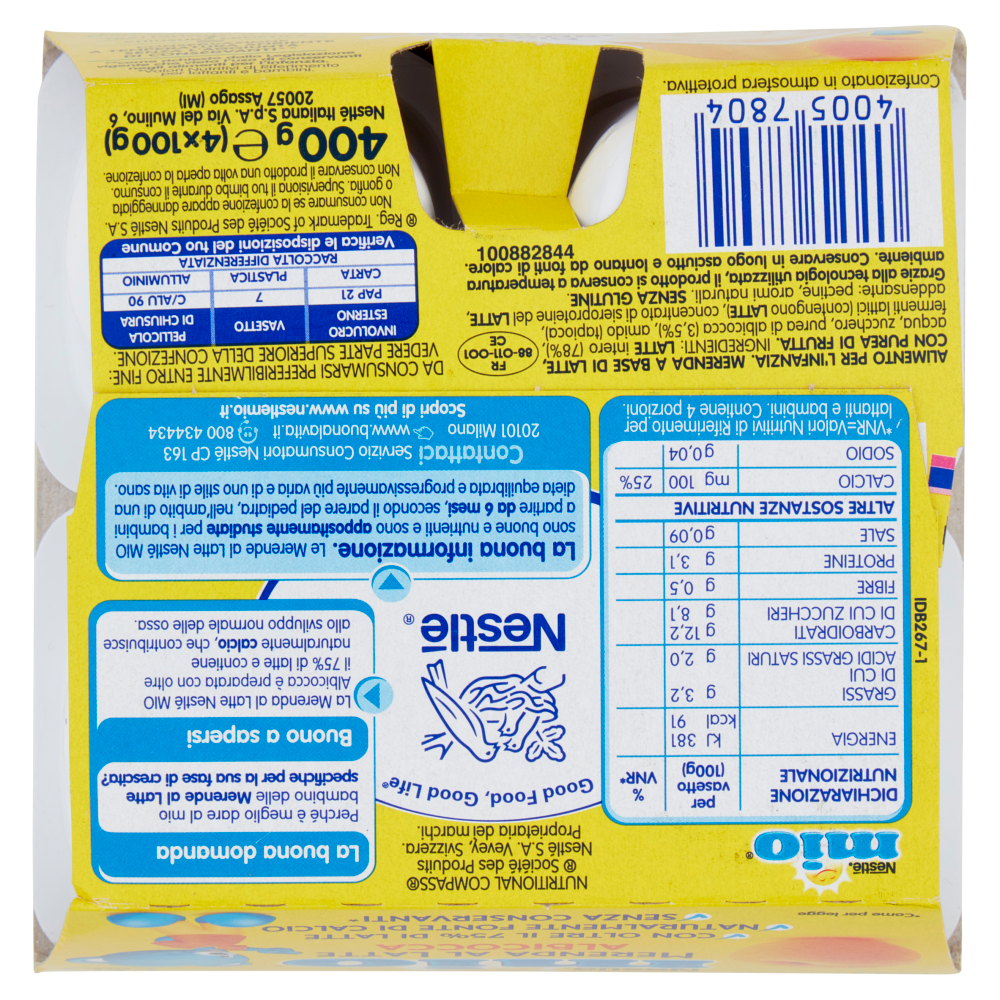 MERENDA AL LATTE
ALBICOCCA
CON OLTRE IL 75% DI LATTE
NATURALMENTE FONTE DI CALCIO
SENZA CONSERVANTI*
*Come per legge
Nestlé
mio®
DICHIARAZIONE NUTRIZIONALE | per vasetto (100g) | % VNR*
ENERGIA | kJ 381
kcal 91
GRASSI | g 3,2
DI CUI
ACIDI GRASSI SATURI | g 2,0
CARBOIDRATI | g 12,2
DI CUI ZUCCHERI | g 8,1
FIBRE | g 0,5
PROTEINE | g 3,1
SALE | g 0,09
ALTRE SOSTANZE NUTRITIVE
CALCIO | mg 100 | 25%
SODIO | g 0,04
*VNR=Valori Nutritivi di Riferimento per
lattanti e bambini. Contiene 4 porzioni.
IDB267-1
NUTRITIONAL COMPASS®
® Société des Produits
Nestlé S.A. Vevey, Svizzera.
Proprietaria dei marchi.
Good Food, Good Life®
Nestlé®
La buona domanda
Perché è meglio dare al mio
bambino delle Merende al Latte
specifiche per la sua fase di crescita?
Buono a sapersi
La Merenda al Latte Nestlé MIO
Albicocca è preparata con oltre
il 75% di latte e contiene
naturalmente calcio, che contribuisce
allo sviluppo normale delle ossa.
La buona informazione. Le Merende al Latte Nestlé MIO
sono buone e nutrienti e sono appositamente studiate per i bambini
a partire da 6 mesi, secondo il parere del pediatra, nell'ambito di una
dieta equilibrata e progressivamente più varia e di uno stile di vita sano.
Contattaci Servizio Consumatori Nestlé CP 163
20101 Milano www.buonalavita.it 800 434434
Scopri di più su www.nestlemio.it
ALIMENTO PER L'INFANZIA. MERENDA A BASE DI LATTE
CON PUREA DI FRUTTA. INGREDIENTI: LATTE intero (78%),
acqua, zucchero, purea di albicocca (3,5%), amido (tapioca),
fermenti lattici (contengono LATTE), concentrato di sieroproteine del LATTE,
addensante: pectine, aromi naturali. SENZA GLUTINE.
Grazie alla tecnologia utilizzata, il prodotto si conserva a temperatura
ambiente. Conservare in luogo asciutto e lontano da fonti di calore.
FR
88-011-001
CE
100882844
4005 7804
Confezionato in atmosfera protettiva.
DA CONSUMARSI PREFERIBILMENTE ENTRO FINE:
VEDERE PARTE SUPERIORE DELLA CONFEZIONE.
INVOLUCRO ESTERNO | VASETTO | PELLICOLA DI CHIUSURA
PAP 21 | 7 | C/ALU 90
CARTA | PLASTICA | ALLUMINIO
RACCOLTA DIFFERENZIATA
Verifica le disposizioni del tuo Comune
® Reg. Trademark of Société des Produits Nestlé S.A.
Non consumare se la confezione appare danneggiata
o gonfia. Supervisiona il tuo bimbo durante il consumo.
Non conservare il prodotto una volta aperta la confezione.
400g e (4x100g)
Nestlé Italiana S.p.A. Via del Mulino, 6
20057 Assago (MI)